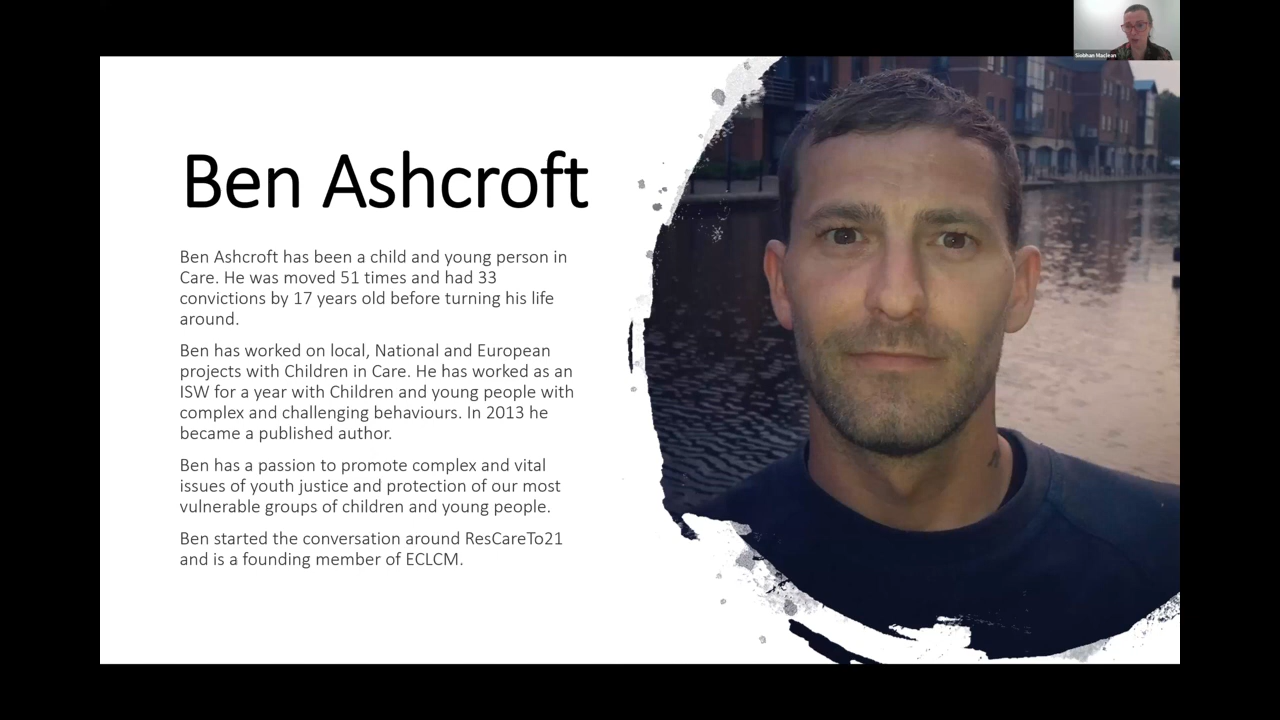 Siobhan Maclean
Ben Ashcroft
Ben Ashcroft has been a child and young person in
Care. He was moved 51 times and had 33
convictions by 17 years old before turning his life
around.
Ben has worked on local, National and European
projects with Children in Care. He has worked as an
ISW for a year with Children and young people with
complex and challenging behaviours. In 2013 he
became a published author.
Ben has a passion to promote complex and vital
issues of youth justice and protection of our most
vulnerable groups of children and young people.
Ben started the conversation around ResCareTo21
and is a founding member of ECLCM.